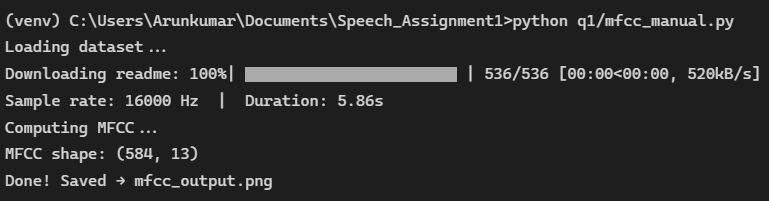 (venv) C:\Users\Arunkumar\Documents\Speech_Assignment1>python q1/mfcc_manual.py
Loading dataset...
Downloading readme: 100%| | 536/536 [00:00<00:00, 520kB/s]
Sample rate: 16000 Hz | Duration: 5.86s
Computing MFCC...
MFCC shape: (584, 13)
Done! Saved → mfcc_output.png